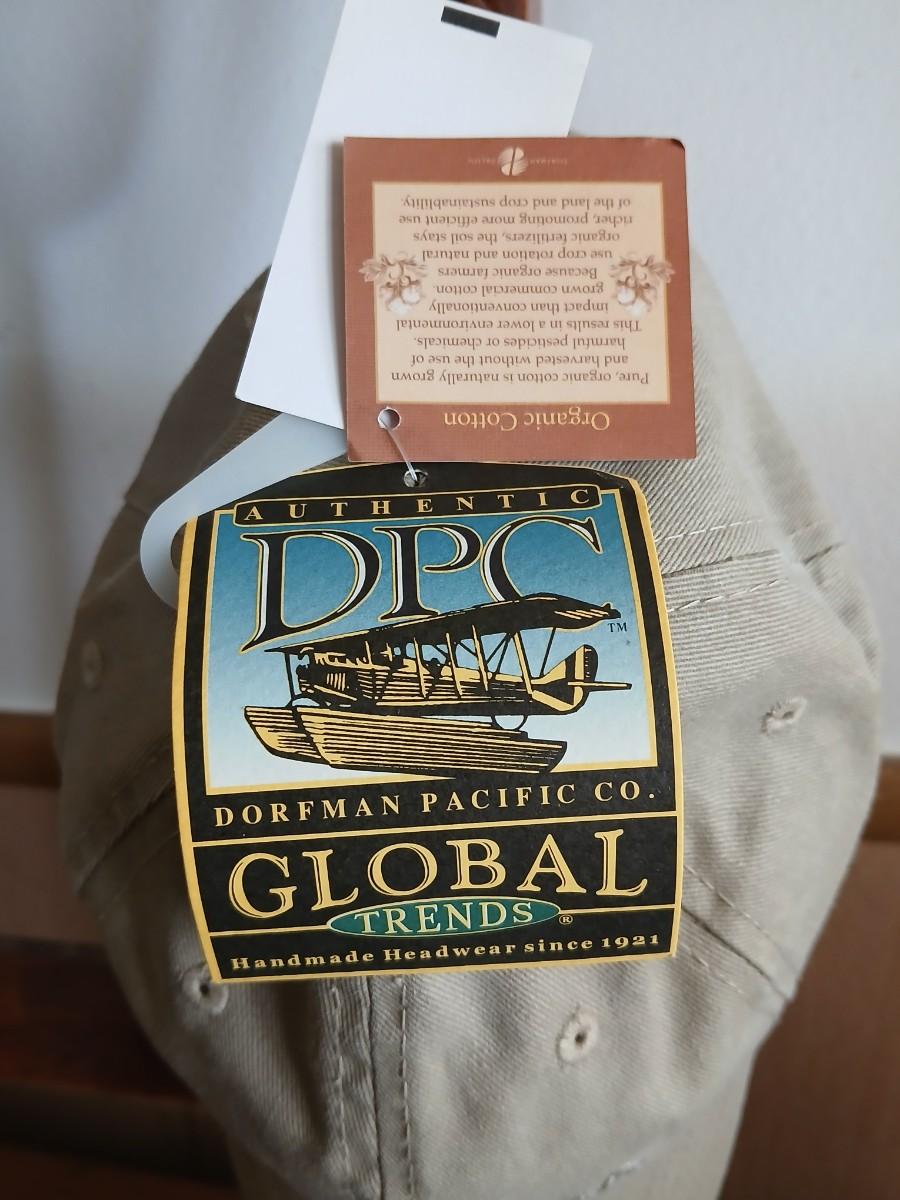 DORFMAN PACIFIC
Organic Cotton
Pure, organic cotton is naturally grown
and harvested without the use of
harmful pesticides or chemicals.
This results in a lower environmental
impact than conventionally
grown commercial cotton.
Because organic farmers
use crop rotation and natural
organic fertilizers, the soil stays
richer, promoting more efficient use
of the land and crop sustainability.
AUTHENTIC
DPC
TM
DORFMAN PACIFIC CO.
GLOBAL
TRENDS®
Handmade Headwear since 1921